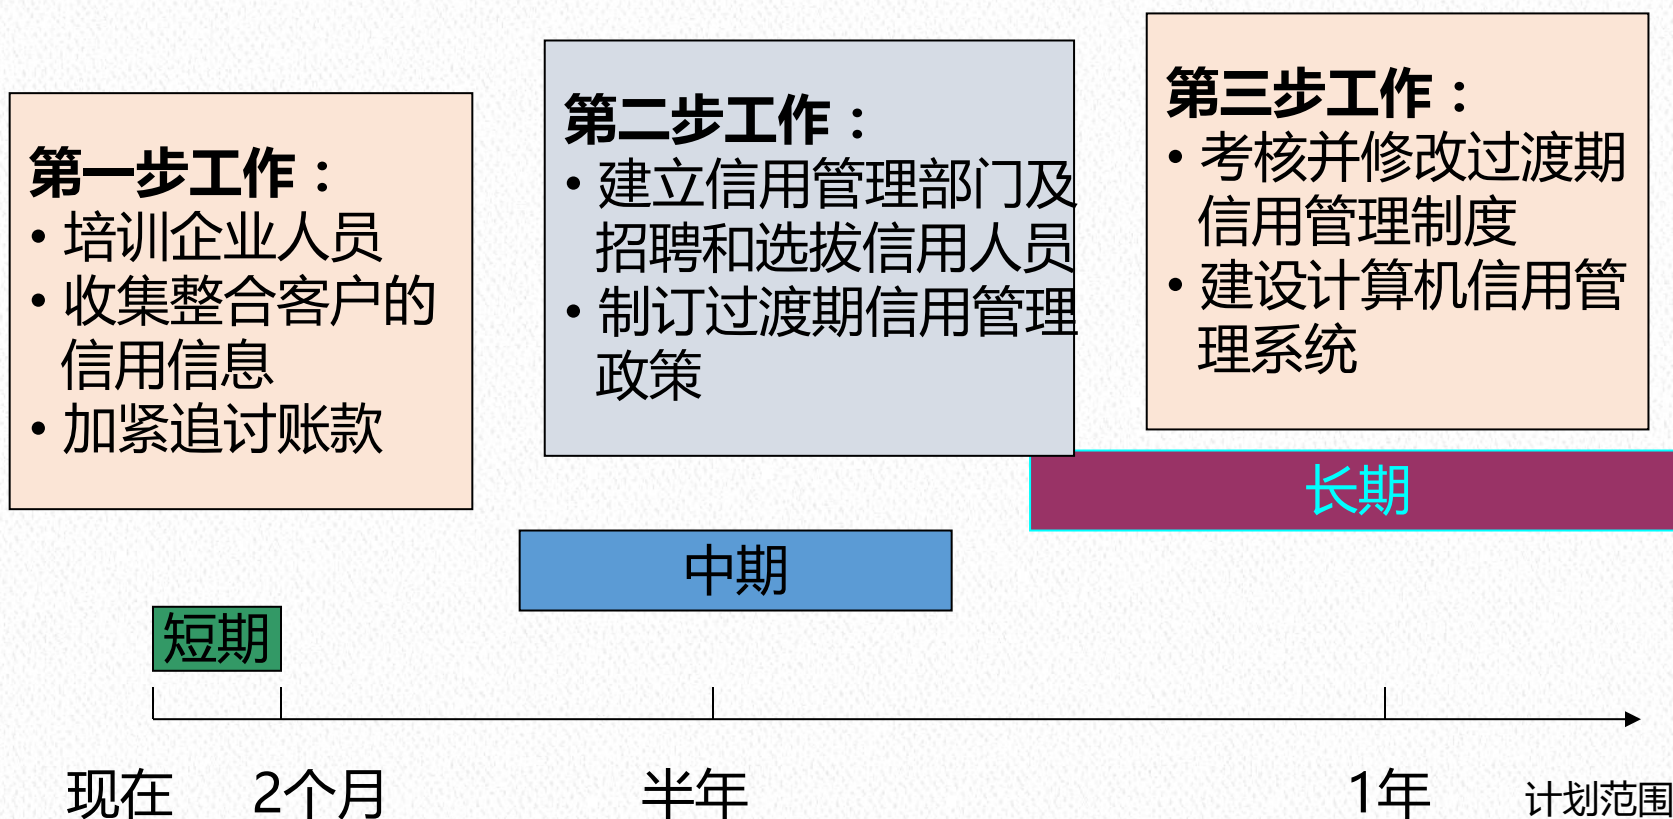 第一步工作：
• 培训企业人员
• 收集整合客户的
信用信息
• 加紧追讨账款
第二步工作：
• 建立信用管理部门及
招聘和选拔信用人员
• 制订过渡期信用管理
政策
第三步工作：
• 考核并修改过渡期
信用管理制度
• 建设计算机信用管
理系统
长期
中期
短期
现在
2个月
半年
1年
计划范围